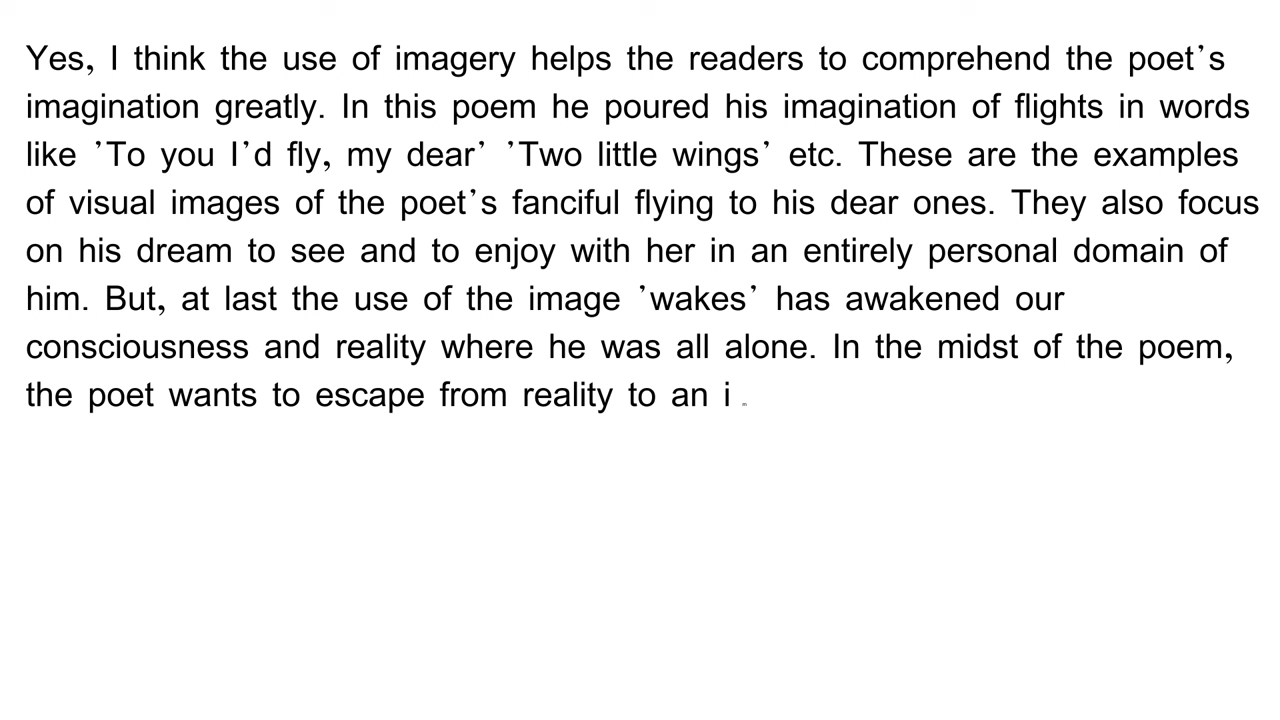 Yes, I think the use of imagery helps the readers to comprehend the poet’s
imagination greatly. In this poem he poured his imagination of flights in words
like ’To you I’d fly, my dear’ ’Two little wings’ etc. These are the examples
of visual images of the poet’s fanciful flying to his dear ones. They also focus
on his dream to see and to enjoy with her in an entirely personal domain of
him. But, at last the use of the image ’wakes’ has awakened our
consciousness and reality where he was all alone. In the midst of the poem,
the poet wants to escape from reality to an i